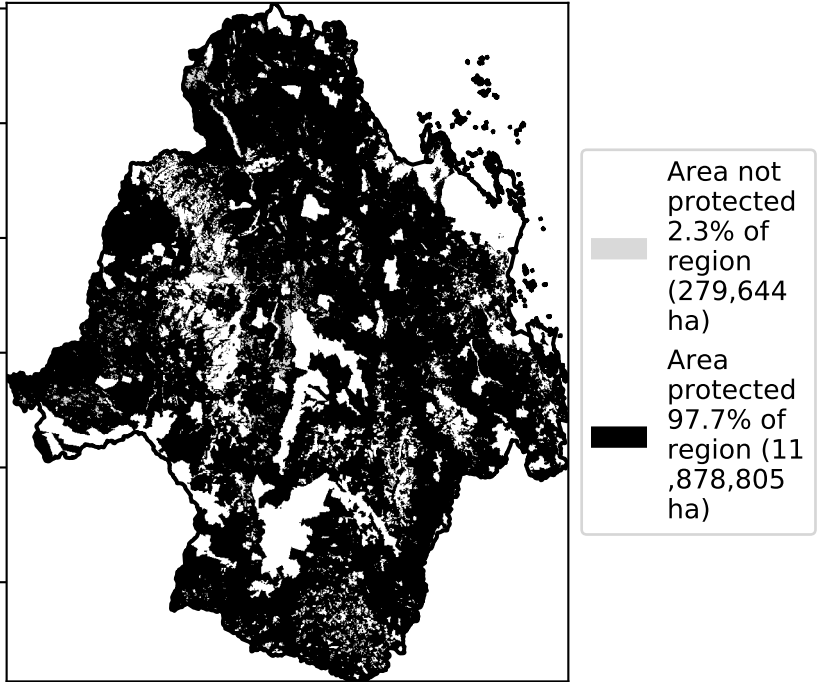 Area not
protected
2.3% of
region
(279,644
ha)
Area
protected
97.7% of
region (11
,878,805
ha)